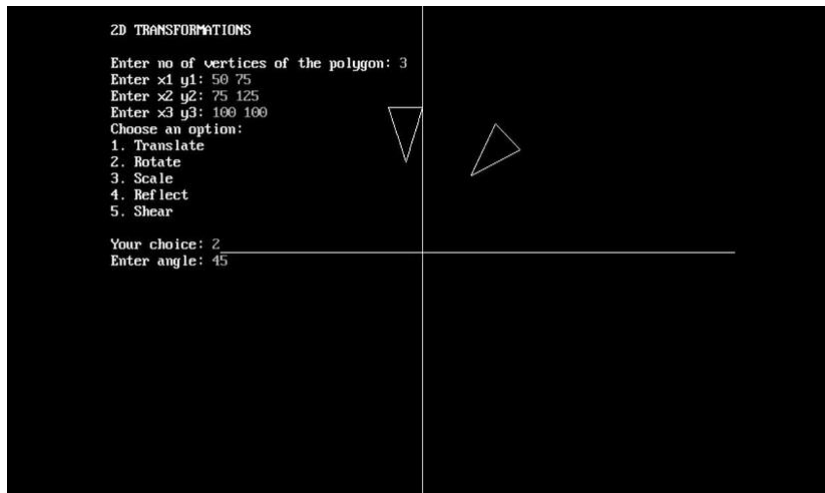 2D TRANSFORMATIONS
Enter no of vertices of the polygon: 3
Enter x1 y1: 50 75
Enter x2 y2: 75 125
Enter x3 y3: 100 100
Choose an option:
1. Translate
2. Rotate
3. Scale
4. Reflect
5. Shear
Your choice: 2
Enter angle: 45